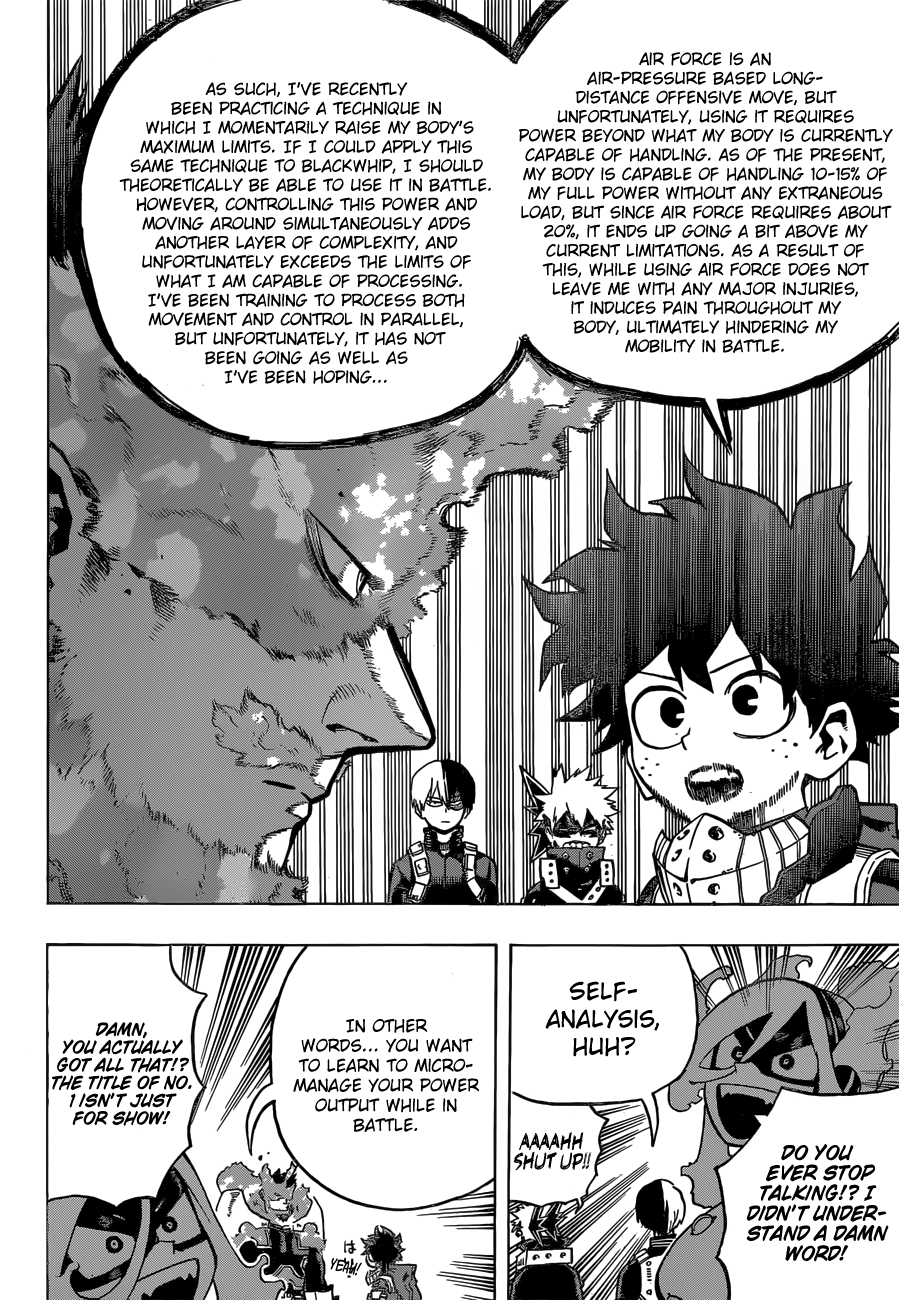 AIR FORCE IS AN
AIR-PRESSURE BASED LONG-
DISTANCE OFFENSIVE MOVE, BUT
UNFORTUNATELY, USING IT REQUIRES
POWER BEYOND WHAT MY BODY IS CURRENTLY
CAPABLE OF HANDLING. AS OF THE PRESENT,
MY BODY IS CAPABLE OF HANDLING 10-15% OF
MY FULL POWER WITHOUT ANY EXTRANEOUS
LOAD, BUT SINCE AIR FORCE REQUIRES ABOUT
20%, IT ENDS UP GOING A BIT ABOVE MY
CURRENT LIMITATIONS. AS A RESULT OF
THIS, WHILE USING AIR FORCE DOES NOT
LEAVE ME WITH ANY MAJOR INJURIES,
IT INDUCES PAIN THROUGHOUT MY
BODY, ULTIMATELY HINDERING MY
MOBILITY IN BATTLE.
AS SUCH, I'VE RECENTLY
BEEN PRACTICING A TECHNIQUE IN
WHICH I MOMENTARILY RAISE MY BODY'S
MAXIMUM LIMITS. IF I COULD APPLY THIS
SAME TECHNIQUE TO BLACKWHIP, I SHOULD
THEORETICALLY BE ABLE TO USE IT IN BATTLE.
HOWEVER, CONTROLLING THIS POWER AND
MOVING AROUND SIMULTANEOUSLY ADDS
ANOTHER LAYER OF COMPLEXITY, AND
UNFORTUNATELY EXCEEDS THE LIMITS OF
WHAT I AM CAPABLE OF PROCESSING.
I'VE BEEN TRAINING TO PROCESS BOTH
MOVEMENT AND CONTROL IN PARALLEL,
BUT UNFORTUNATELY, IT HAS NOT
BEEN GOING AS WELL AS
I'VE BEEN HOPING...
SELF-
ANALYSIS,
HUH?
DO YOU
EVER STOP
TALKING!? I
DIDN'T UNDER-
STAND A DAMN
WORD!
AAAAHH
SHUT UP!!
IN OTHER
WORDS... YOU WANT
TO LEARN TO MICRO-
MANAGE YOUR POWER
OUTPUT WHILE IN
BATTLE.
は
YEAH!
DAMN,
YOU ACTUALLY
GOT ALL THAT!?
THE TITLE OF NO.
1 ISN'T JUST
FOR SHOW!